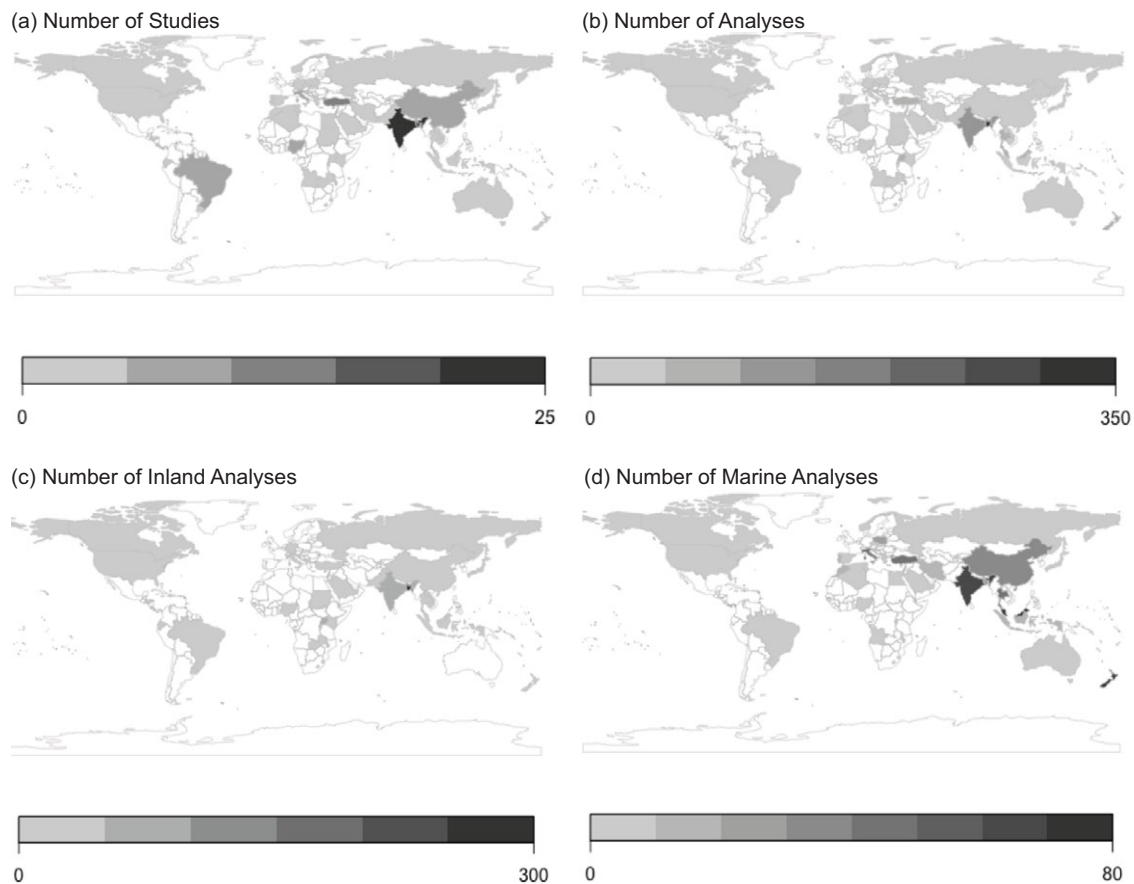 (a) Number of Studies
(b) Number of Analyses
0
25
0
350
(c) Number of Inland Analyses
(d) Number of Marine Analyses
0
300
0
80